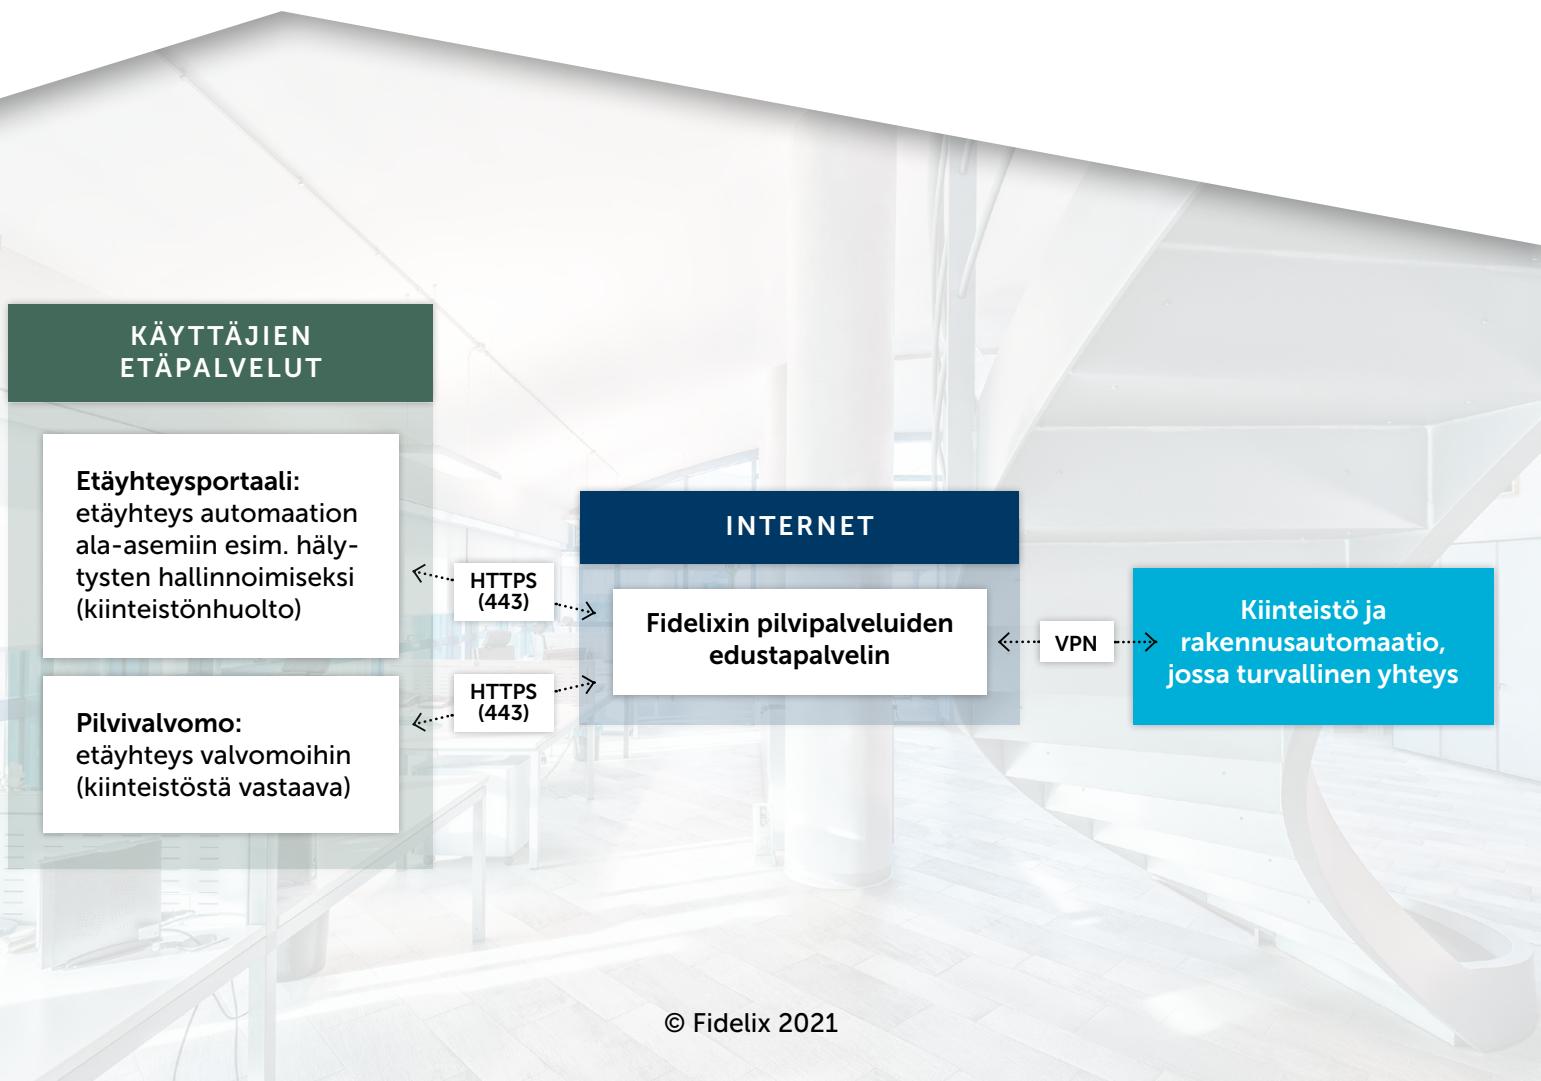 KÄYTTÄJIEN
ETÄPALVELUT
Etäyhteysportaali:
etäyhteys automaation
ala-asemiin esim. häly-
tysten hallinnoimiseksi
(kiinteistönhuolto)
Pilvivalvomo:
etäyhteys valvomoihin
(kiinteistöstä vastaava)
HTTPS
(443)
HTTPS
(443)
INTERNET
Fidelixin pilvipalveluiden
edustapalvelin
VPN
Kiinteistö ja
rakennusautomaatio,
jossa turvallinen yhteys
© Fidelix 2021